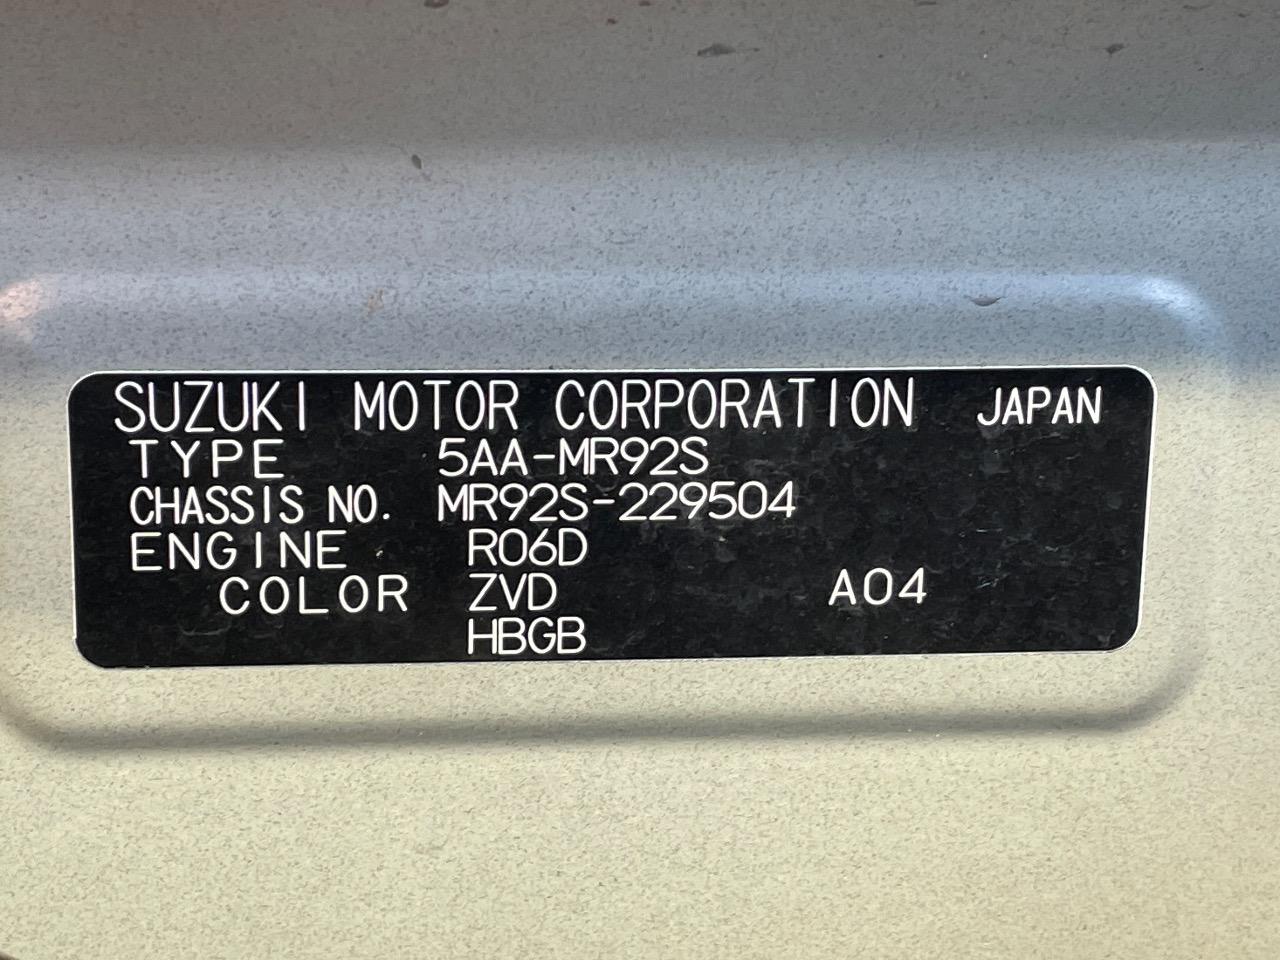 SUZUKI MOTOR CORPORATION JAPAN
TYPE 5AA-MR92S
CHASSIS NO. MR92S-229504
ENGINE R06D
COLOR ZVD A04
HBGB